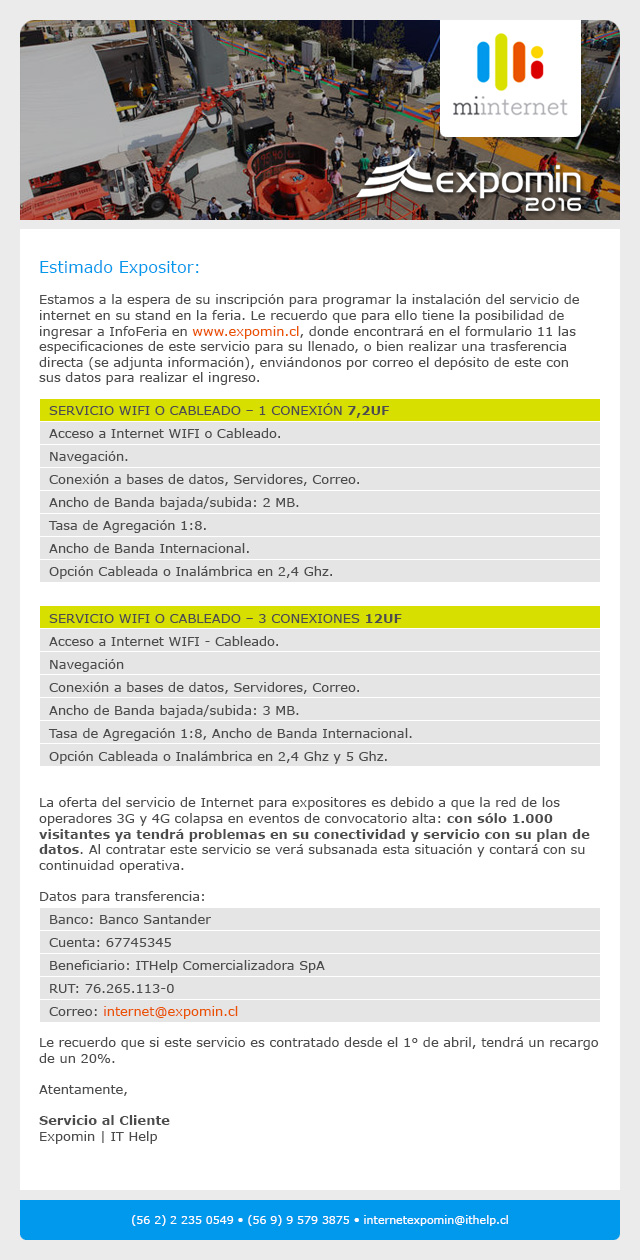 miinternet
expomin
2016
Estimado Expositor:
Estamos a la espera de su inscripción para programar la instalación del servicio de
internet en su stand en la feria. Le recuerdo que para ello tiene la posibilidad de
ingresar a InfoFeria en www.expomin.cl, donde encontrará en el formulario 11 las
especificaciones de este servicio para su llenado, o bien realizar una trasferencia
directa (se adjunta información), enviándonos por correo el depósito de este con
sus datos para realizar el ingreso.
SERVICIO WIFI O CABLEADO – 1 CONEXIÓN 7,2UF
Acceso a Internet WIFI o Cableado.
Navegación.
Conexión a bases de datos, Servidores, Correo.
Ancho de Banda bajada/subida: 2 MB.
Tasa de Agregación 1:8.
Ancho de Banda Internacional.
Opción Cableada o Inalámbrica en 2,4 Ghz.
SERVICIO WIFI O CABLEADO – 3 CONEXIONES 12UF
Acceso a Internet WIFI - Cableado.
Navegación
Conexión a bases de datos, Servidores, Correo.
Ancho de Banda bajada/subida: 3 MB.
Tasa de Agregación 1:8, Ancho de Banda Internacional.
Opción Cableada o Inalámbrica en 2,4 Ghz y 5 Ghz.
La oferta del servicio de Internet para expositores es debido a que la red de los
operadores 3G y 4G colapsa en eventos de convocatorio alta: con sólo 1.000
visitantes ya tendrá problemas en su conectividad y servicio con su plan de
datos. Al contratar este servicio se verá subsanada esta situación y contará con su
continuidad operativa.
Datos para transferencia:
Banco: Banco Santander
Cuenta: 67745345
Beneficiario: ITHelp Comercializadora SpA
RUT: 76.265.113-0
Correo: internet@expomin.cl
Le recuerdo que si este servicio es contratado desde el 1° de abril, tendrá un recargo
de un 20%.
Atentamente,
Servicio al Cliente
Expomin | IT Help
(56 2) 2 235 0549 • (56 9) 9 579 3875 • internetexpomin@ithelp.cl